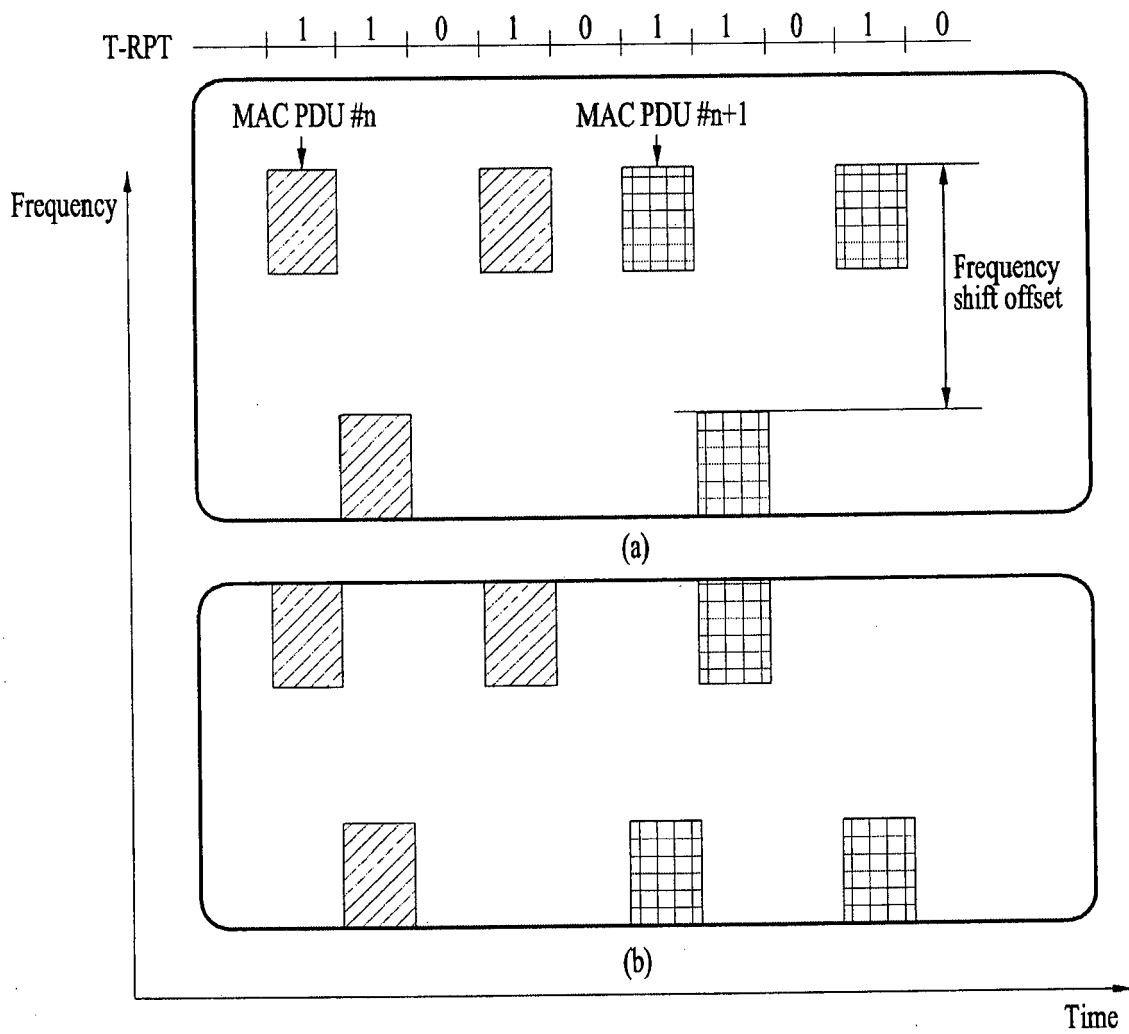 1 1 0 1 0 1 1 0 1 0
T-RPT
MAC PDU #n
MAC PDU #n+1
Frequency
Frequency
shift offset
(a)
(b)
Time